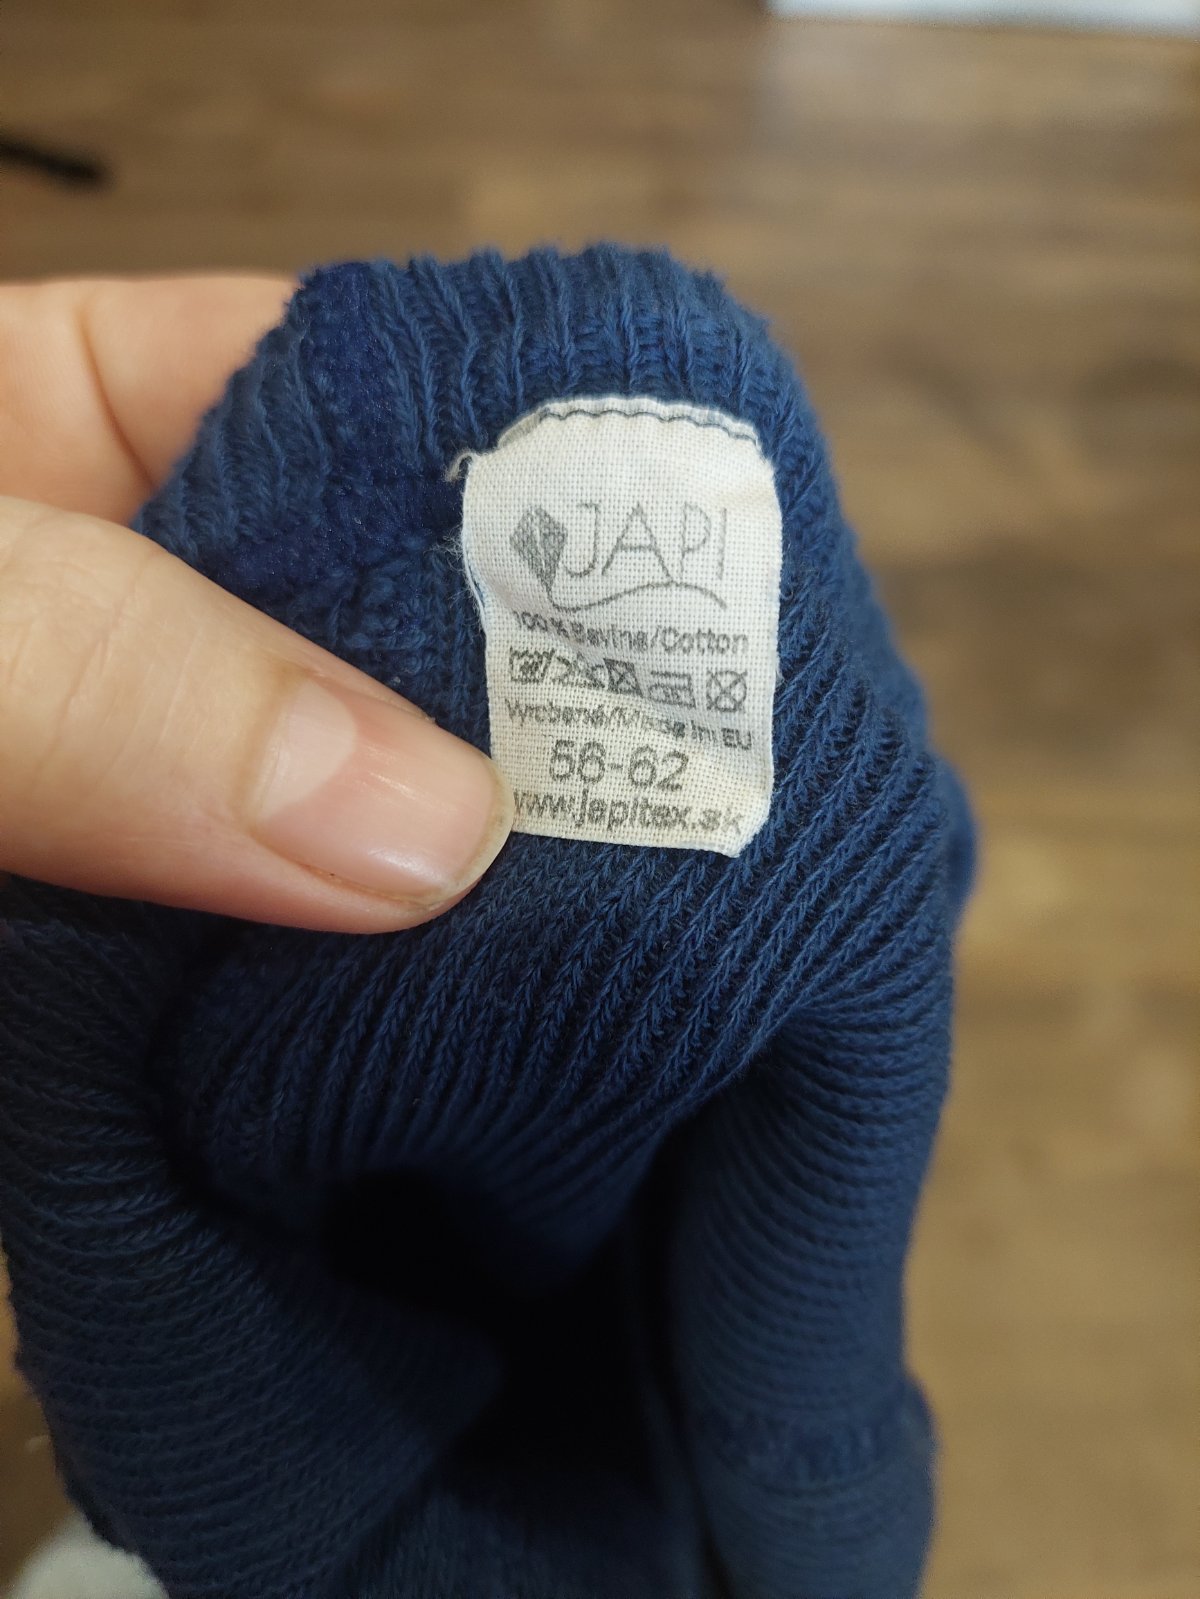 JAPI
100% Bavlna/Cotton
Vyrobené/Made in EU
56-62
www.japitex.sk